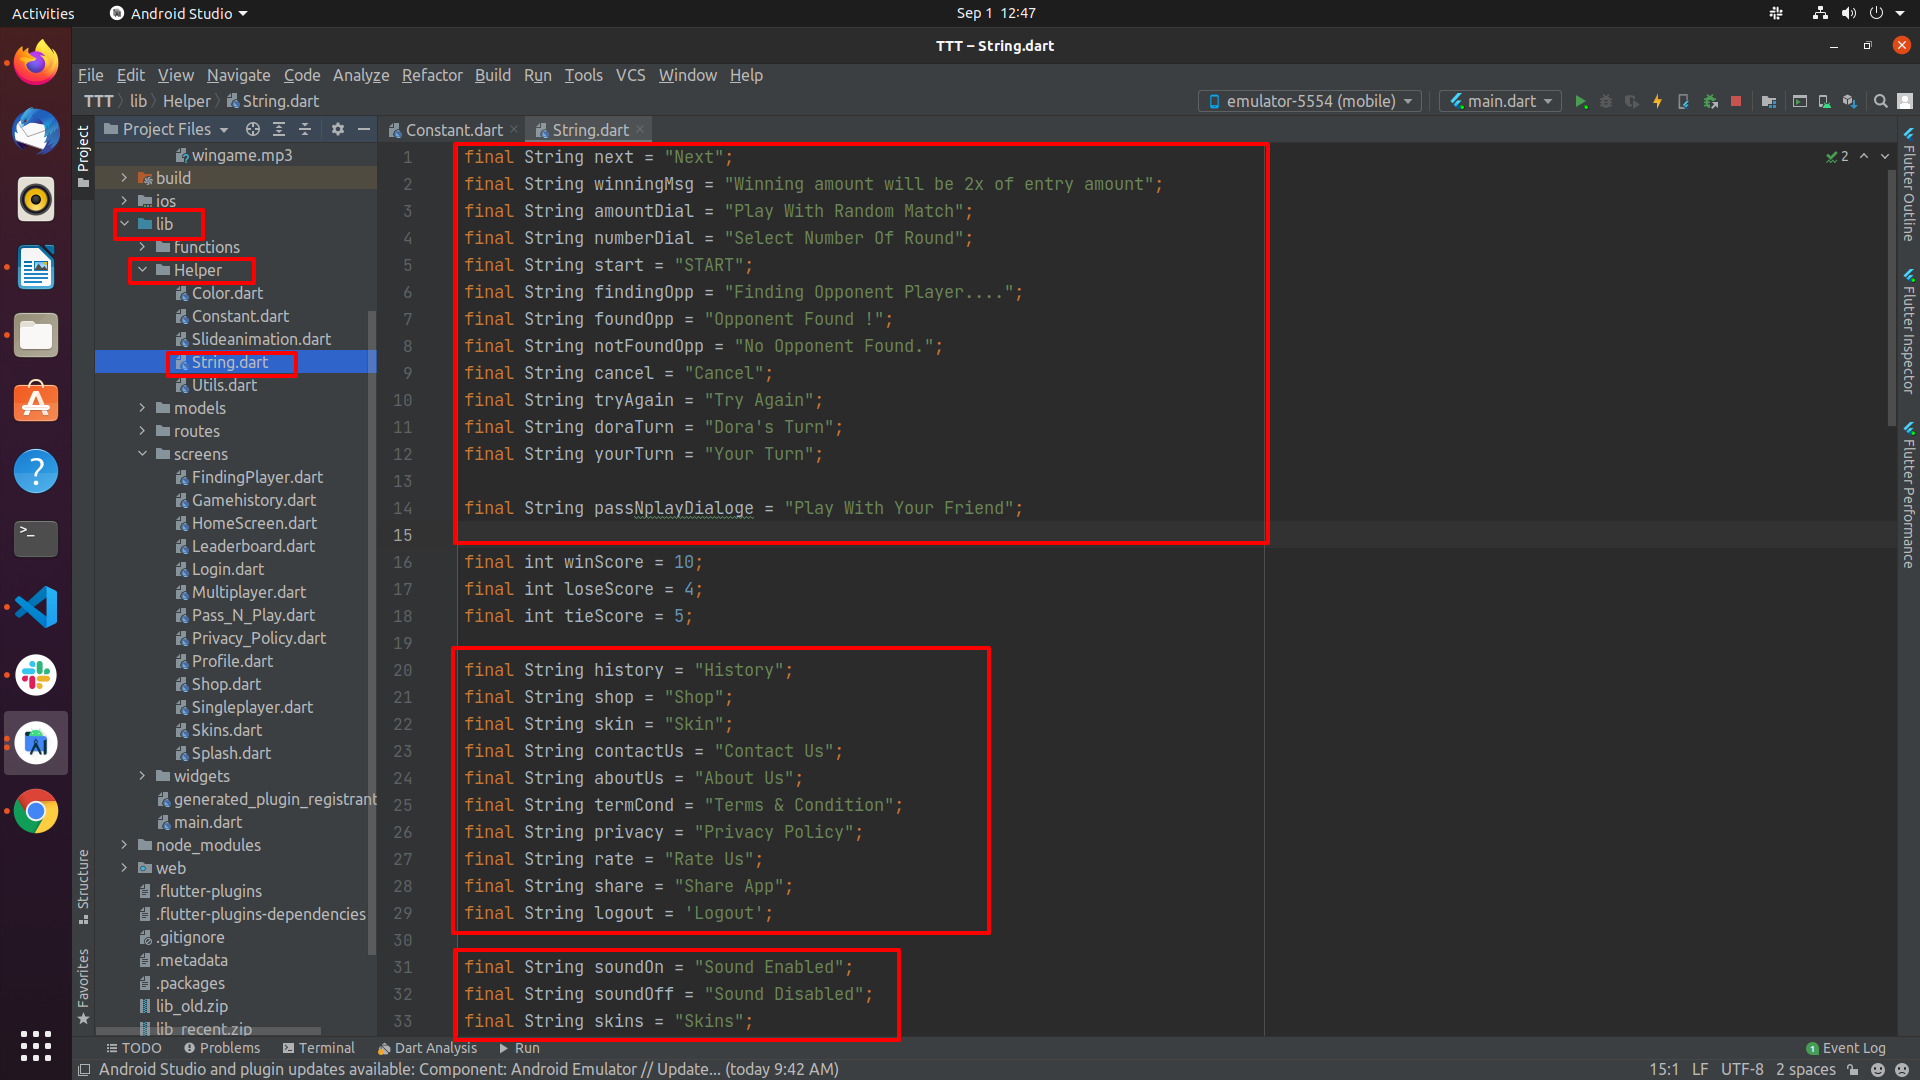 Activities
Android Studio
Sep 1 12:47
TTT – String.dart
File Edit View Navigate Code Analyze Refactor Build Run Tools VCS Window Help
TTT lib Helper String.dart
emulator-5554 (mobile)
main.dart
Project Files
Constant.dart
String.dart
Project
Structure
Favorites
wingame.mp3
build
ios
lib
functions
Helper
Color.dart
Constant.dart
Slideanimation.dart
String.dart
Utils.dart
models
routes
screens
FindingPlayer.dart
Gamehistory.dart
HomeScreen.dart
Leaderboard.dart
Login.dart
Multiplayer.dart
Pass_N_Play.dart
Privacy_Policy.dart
Profile.dart
Shop.dart
Singleplayer.dart
Skins.dart
Splash.dart
widgets
generated_plugin_registrant
main.dart
node_modules
web
.flutter-plugins
.flutter-plugins-dependencies
.gitignore
.metadata
.packages
lib_old.zip
lib_recent.zip
1 final String next = "Next";
2 final String winningMsg = "Winning amount will be 2x of entry amount";
3 final String amountDial = "Play With Random Match";
4 final String numberDial = "Select Number Of Round";
5 final String start = "START";
6 final String findingOpp = "Finding Opponent Player....";
7 final String foundOpp = "Opponent Found !";
8 final String notFoundOpp = "No Opponent Found.";
9 final String cancel = "Cancel";
10 final String tryAgain = "Try Again";
11 final String doraTurn = "Dora's Turn";
12 final String yourTurn = "Your Turn";
13
14 final String passNplayDialoge = "Play With Your Friend";
15
16 final int winScore = 10;
17 final int loseScore = 4;
18 final int tieScore = 5;
19
20 final String history = "History";
21 final String shop = "Shop";
22 final String skin = "Skin";
23 final String contactUs = "Contact Us";
24 final String aboutUs = "About Us";
25 final String termCond = "Terms & Condition";
26 final String privacy = "Privacy Policy";
27 final String rate = "Rate Us";
28 final String share = "Share App";
29 final String logout = 'Logout';
30
31 final String soundOn = "Sound Enabled";
32 final String soundOff = "Sound Disabled";
33 final String skins = "Skins";
2
Flutter Outline
Flutter Inspector
Flutter Performance
TODO Problems Terminal Dart Analysis Run
1 Event Log
Android Studio and plugin updates available: Component: Android Emulator // Update... (today 9:42 AM)
15:1 LF UTF-8 2 spaces